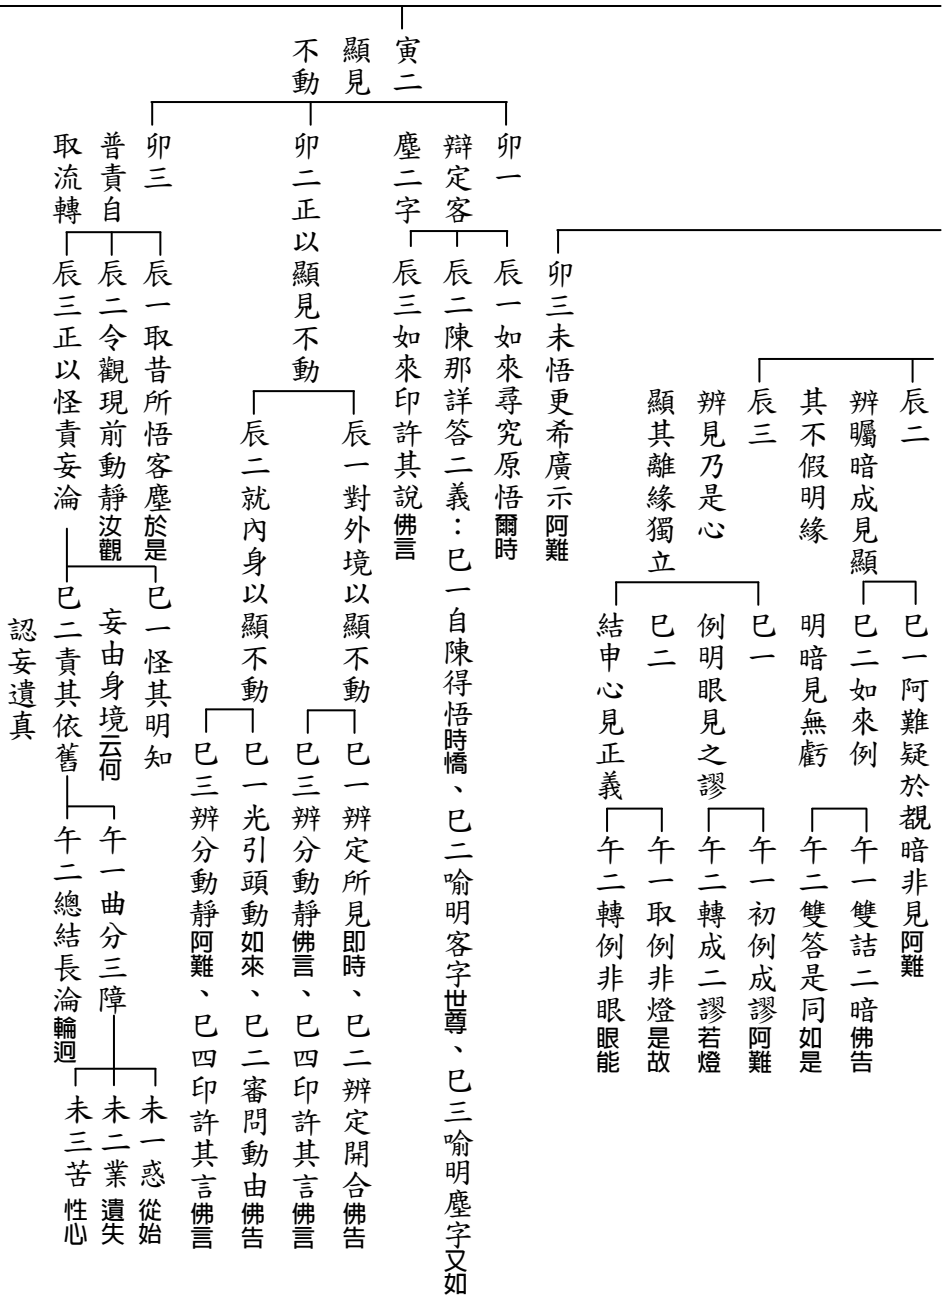 辰二
辨矚暗成見顯
其不假明緣
巳一阿難疑於覩暗非見阿難
巳二如來例
明暗見無虧
午一雙詰二暗佛告
午二雙答是同如是
辰三
辨見乃是心
顯其離緣獨立
巳一
例明眼見之謬
午一初例成謬阿難
午二轉成二謬若燈
巳二
結申心見正義
午一取例非燈是故
午二轉例非眼眼能
卯三未悟更希廣示阿難
寅二
顯見
不動
卯一
辯定客
塵二字
辰一如來尋究原悟爾時
辰二陳那詳答二義：巳一自陳得悟時憍、巳二喻明客字世尊、巳三喻明塵字又如
辰三如來印許其說佛言
卯二正以顯見不動
辰一對外境以顯不動
巳一辨定所見即時、巳二辨定開合佛告
巳三辨分動靜佛言、巳四印許其言佛言
辰二就內身以顯不動
巳一光引頭動如來、巳二審問動由佛告
巳三辨分動靜阿難、巳四印許其言佛言
卯三
普責自
取流轉
辰一取昔所悟客塵於是
辰二令觀現前動靜汝觀
辰三正以怪責妄淪
巳一怪其明知
妄由身境云何
巳二責其依舊
認妄遺真
午一曲分三障
未一惑從始
未二業遺失
未三苦性心
午二總結長淪輪迴